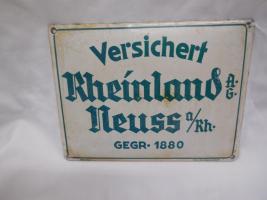 Versichert
Rheinland A.G.
Neuss a/Rh.
GEGR. 1880